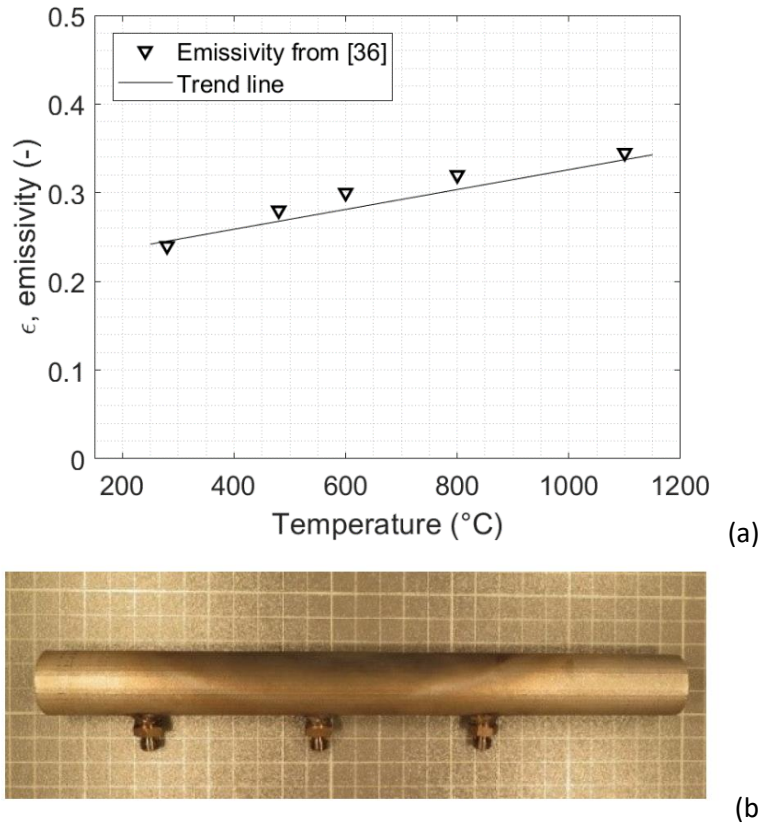 0.5
Emissivity from [36]
Trend line
0.4
0.3
0.2
0.1
0
ϵ, emissivity (-)
200 400 600 800 1000 1200
Temperature (°C)
(a)
(b